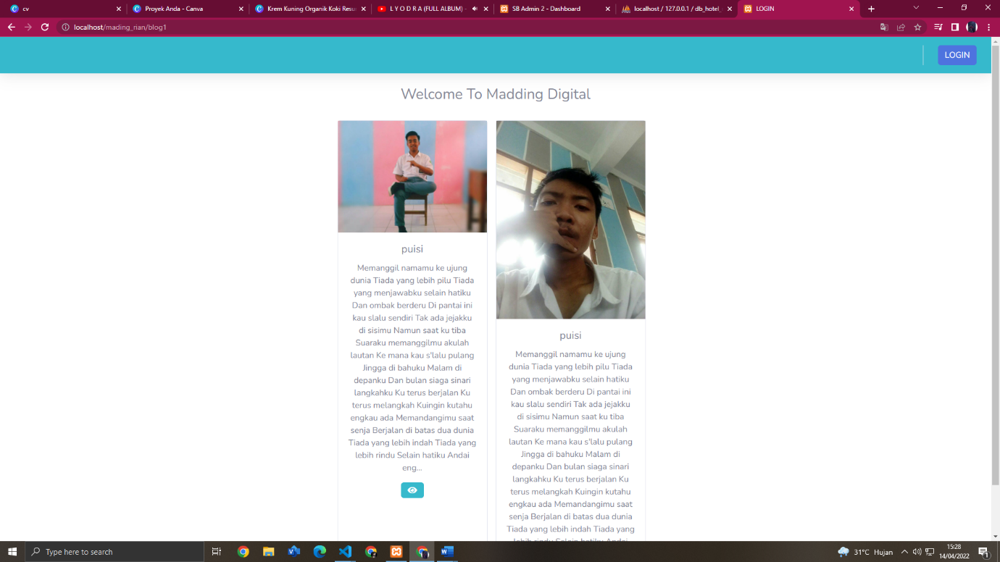 cv
Proyek Anda - Canva
Krem Kuning Organik Koki Resu
L Y O D R A (FULL ALBUM) -
SB Admin 2 - Dashboard
localhost / 127.0.0.1 / db_hotel_
LOGIN
localhost/mading_rian/blog1
LOGIN
Welcome To Madding Digital
puisi
Memanggil namamu ke ujung
dunia Tiada yang lebih pilu Tiada
yang menjawabku selain hatiku
Dan ombak berderu Di pantai ini
kau slalu sendiri Tak ada jejakku
di sisimu Namun saat ku tiba
Suaraku memanggilmu akulah
lautan Ke mana kau s'lalu pulang
Jingga di bahuku Malam di
depanku Dan bulan siaga sinari
langkahku Ku terus berjalan Ku
terus melangkah Kuingin kutahu
engkau ada Memandangimu saat
senja Berjalan di batas dua dunia
Tiada yang lebih indah Tiada yang
lebih rindu Selain hatiku Andai
eng...
puisi
Memanggil namamu ke ujung
dunia Tiada yang lebih pilu Tiada
yang menjawabku selain hatiku
Dan ombak berderu Di pantai ini
kau slalu sendiri Tak ada jejakku
di sisimu Namun saat ku tiba
Suaraku memanggilmu akulah
lautan Ke mana kau s'lalu pulang
Jingga di bahuku Malam di
depanku Dan bulan siaga sinari
langkahku Ku terus berjalan Ku
terus melangkah Kuingin kutahu
engkau ada Memandangimu saat
senja Berjalan di batas dua dunia
Tiada yang lebih indah Tiada yang
lebih rindu Selain hatiku Andai
Type here to search
31°C Hujan
15:28
14/04/2022
1